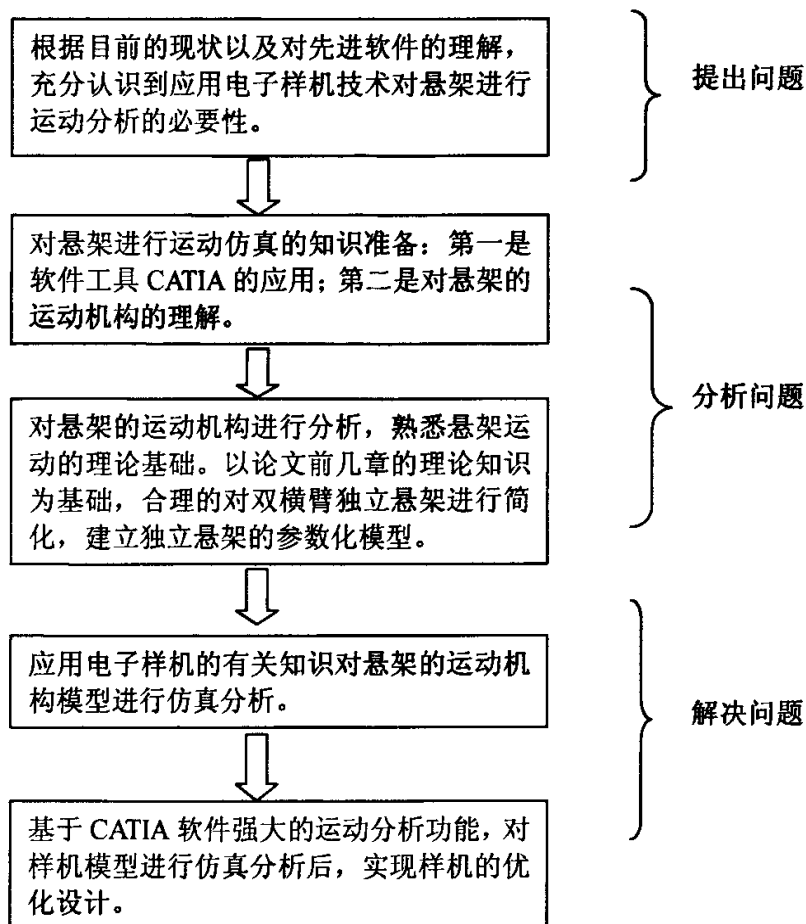 根据目前的现状以及对先进软件的理解，
充分认识到应用电子样机技术对悬架进行
运动分析的必要性。
提出问题
对悬架进行运动仿真的知识准备：第一是
软件工具 CATIA 的应用；第二是对悬架的
运动机构的理解。
分析问题
对悬架的运动机构进行分析，熟悉悬架运
动的理论基础。以论文前几章的理论知识
为基础，合理的对双横臂独立悬架进行简
化，建立独立悬架的参数化模型。
应用电子样机的有关知识对悬架的运动机
构模型进行仿真分析。
解决问题
基于 CATIA 软件强大的运动分析功能，对
样机模型进行仿真分析后，实现样机的优
化设计。